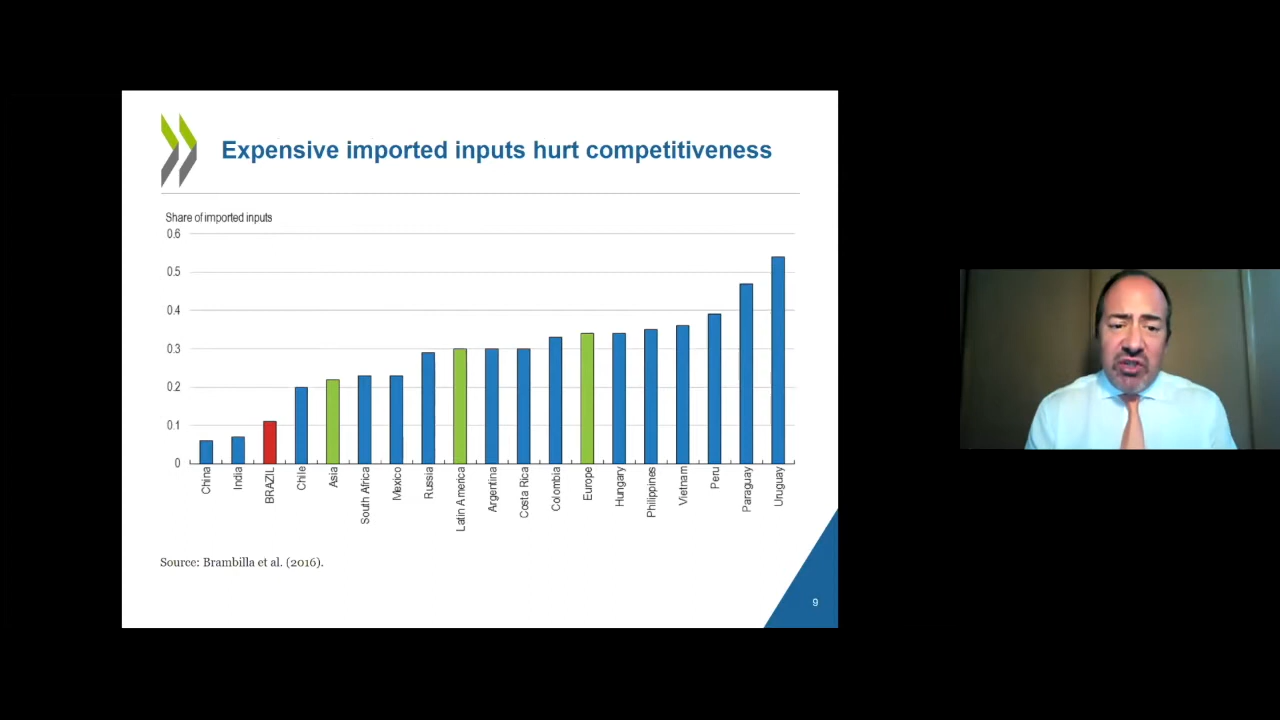 Expensive imported inputs hurt competitiveness
Share of imported inputs
0.6
0.5
0.4
0.3
0.2
0.1
0
China
India
BRAZIL
Chile
Asia
South Africa
Mexico
Russia
Latin America
Argentina
Costa Rica
Colombia
Europe
Hungary
Philippines
Vietnam
Peru
Paraguay
Uruguay
Source: Brambilla et al. (2016).
9